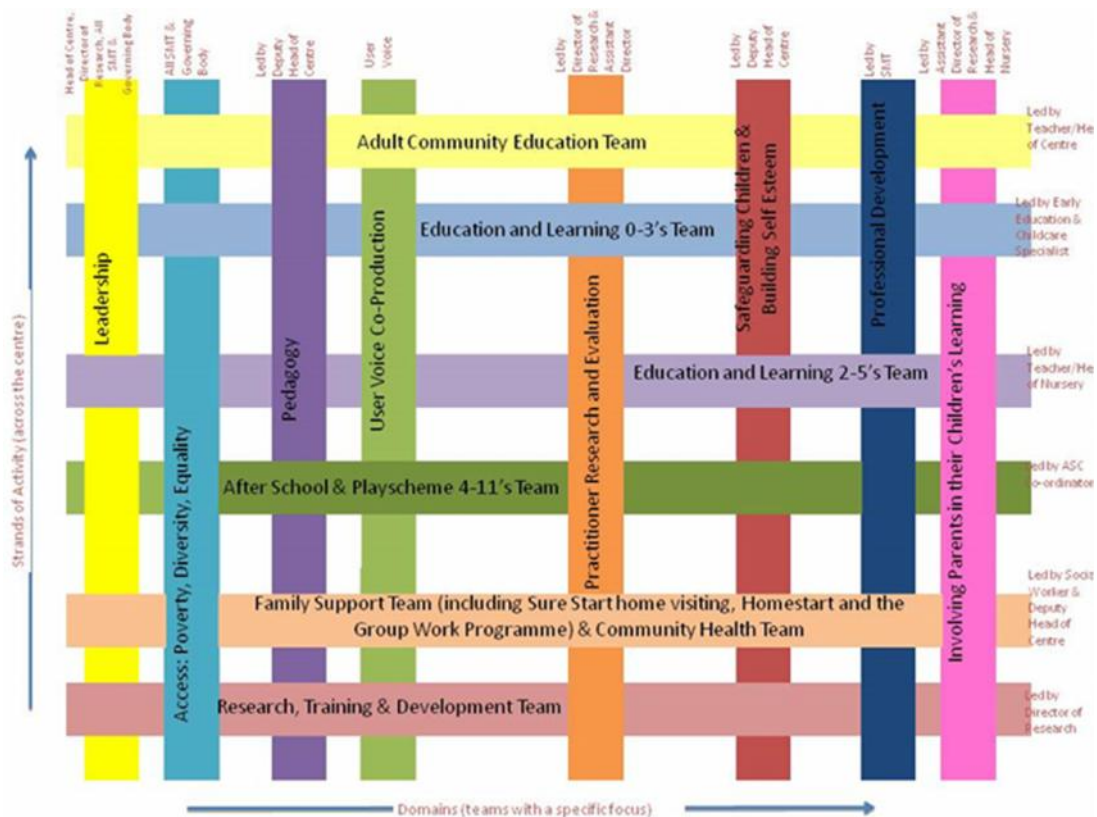 Head of Centre,
Director of
Research, All
SMT &
Governing Body
All SMT &
Governing
Body
Led by
Deputy
Head of
Centre
User
Voice
Led by
Director of
Research &
Assistant
Director
Led by
Deputy
Head of
Centre
Led by
SMT
Led by
Assistant
Director of
Research &
Head of
Nursery
Adult Community Education Team
Led by
Teacher/He
of Centre
Education and Learning 0-3's Team
Led by Early
Education &
Childcare
Specialist
Education and Learning 2-5's Team
Led by
Teacher/He
of Nursery
After School & Playscheme 4-11's Team
Led by ASC
Co-ordinator
Family Support Team (including Sure Start home visiting, Homestart and the
Group Work Programme) & Community Health Team
Led by Socia
Worker &
Deputy
Head of
Centre
Research, Training & Development Team
Led by
Director of
Research
Leadership
Access: Poverty, Diversity, Equality
Pedagogy
User Voice Co-Production
Practitioner Research and Evaluation
Safeguarding Children &
Building Self Esteem
Professional Development
Involving Parents in their Children's Learning
Strands of Activity (across the centre)
Domains (teams with a specific focus)